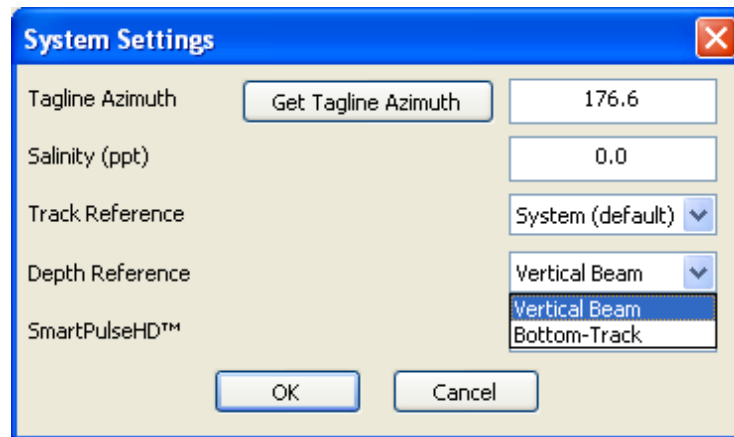 System Settings
Tagline Azimuth Get Tagline Azimuth 176.6
Salinity (ppt) 0.0
Track Reference System (default)
Depth Reference Vertical Beam
Vertical Beam
Bottom-Track
SmartPulseHD™
OK Cancel